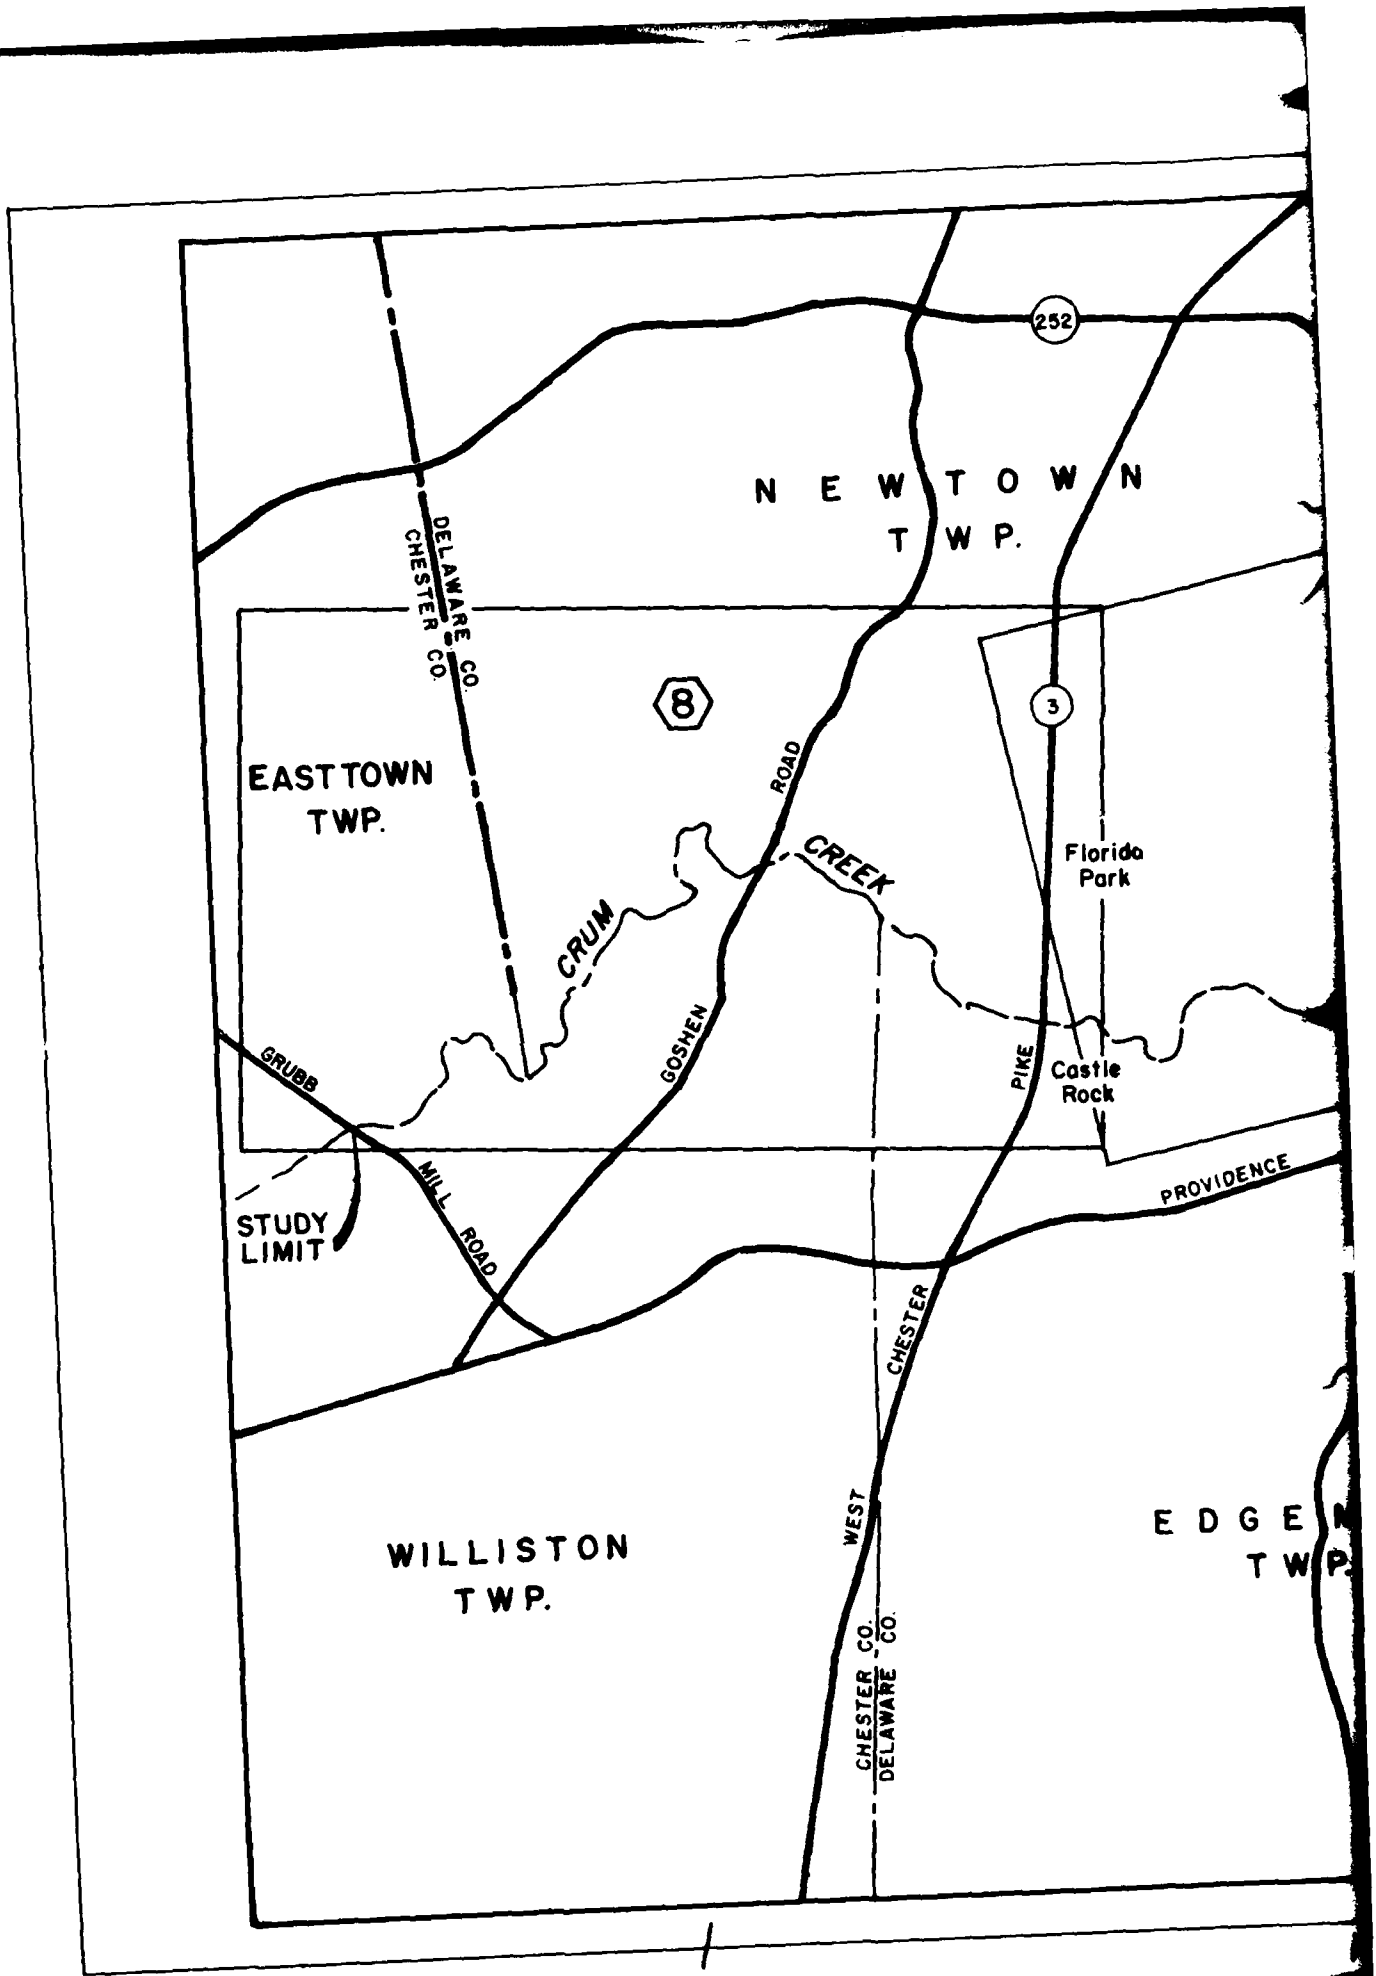 252
N E W T O W N
T W P.
DELAWARE CO.
CHESTER CO.
8
3
EASTTOWN
TWP.
ROAD
CRUM
CREEK
Florida
Park
GOSHEN
GRUBB
PIKE
Castle
Rock
MILL
ROAD
PROVIDENCE
STUDY
LIMIT
CHESTER
WEST
WILLISTON
TWP.
E D G E N
T W P.
CHESTER CO.
DELAWARE CO.